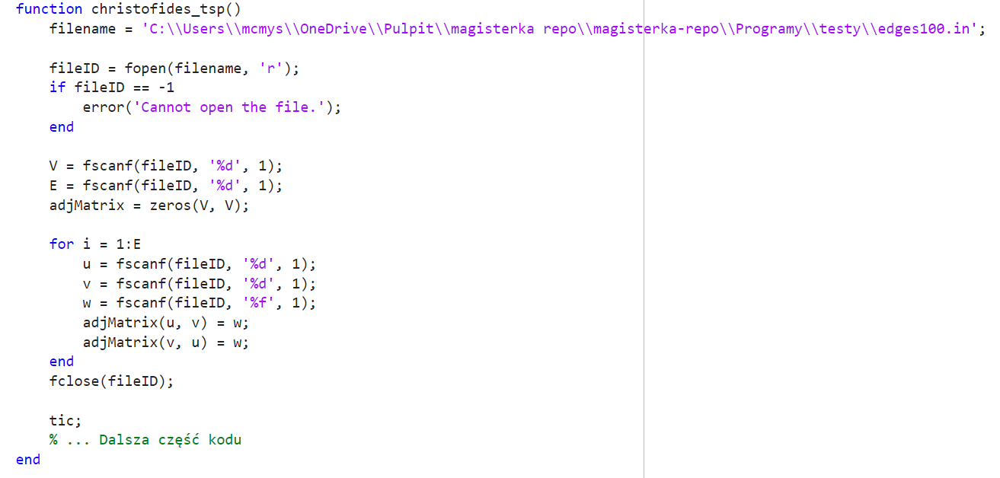 function christofides_tsp()
    filename = 'C:\\Users\\mcmys\\OneDrive\\Pulpit\\magisterka repo\\magisterka-repo\\Programy\\testy\\edges100.in';

    fileID = fopen(filename, 'r');
    if fileID == -1
        error('Cannot open the file.');
    end

    V = fscanf(fileID, '%d', 1);
    E = fscanf(fileID, '%d', 1);
    adjMatrix = zeros(V, V);

    for i = 1:E
        u = fscanf(fileID, '%d', 1);
        v = fscanf(fileID, '%d', 1);
        w = fscanf(fileID, '%f', 1);
        adjMatrix(u, v) = w;
        adjMatrix(v, u) = w;
    end
    fclose(fileID);

    tic;
    % ... Dalsza część kodu
end